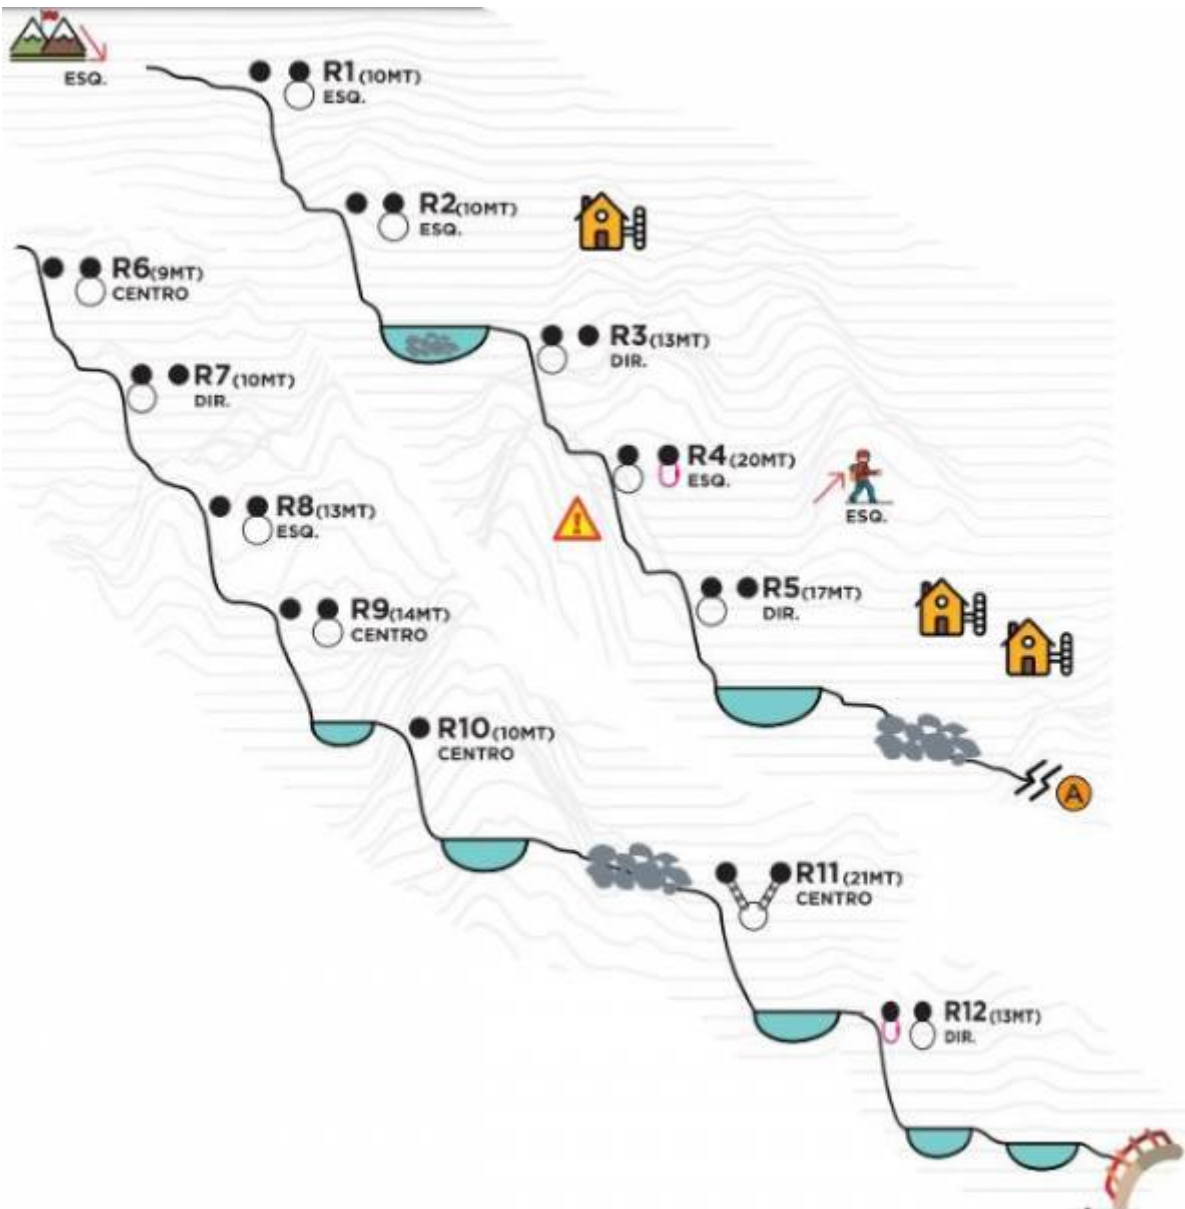 ESQ.
R1(10MT)
ESQ.
R2(10MT)
ESQ.
R3(13MT)
DIR.
R4(20MT)
ESQ.
ESQ.
R5(17MT)
DIR.
A
R6(9MT)
CENTRO
R7(10MT)
DIR.
R8(13MT)
ESQ.
R9(14MT)
CENTRO
R10(10MT)
CENTRO
R11(21MT)
CENTRO
R12(13MT)
DIR.